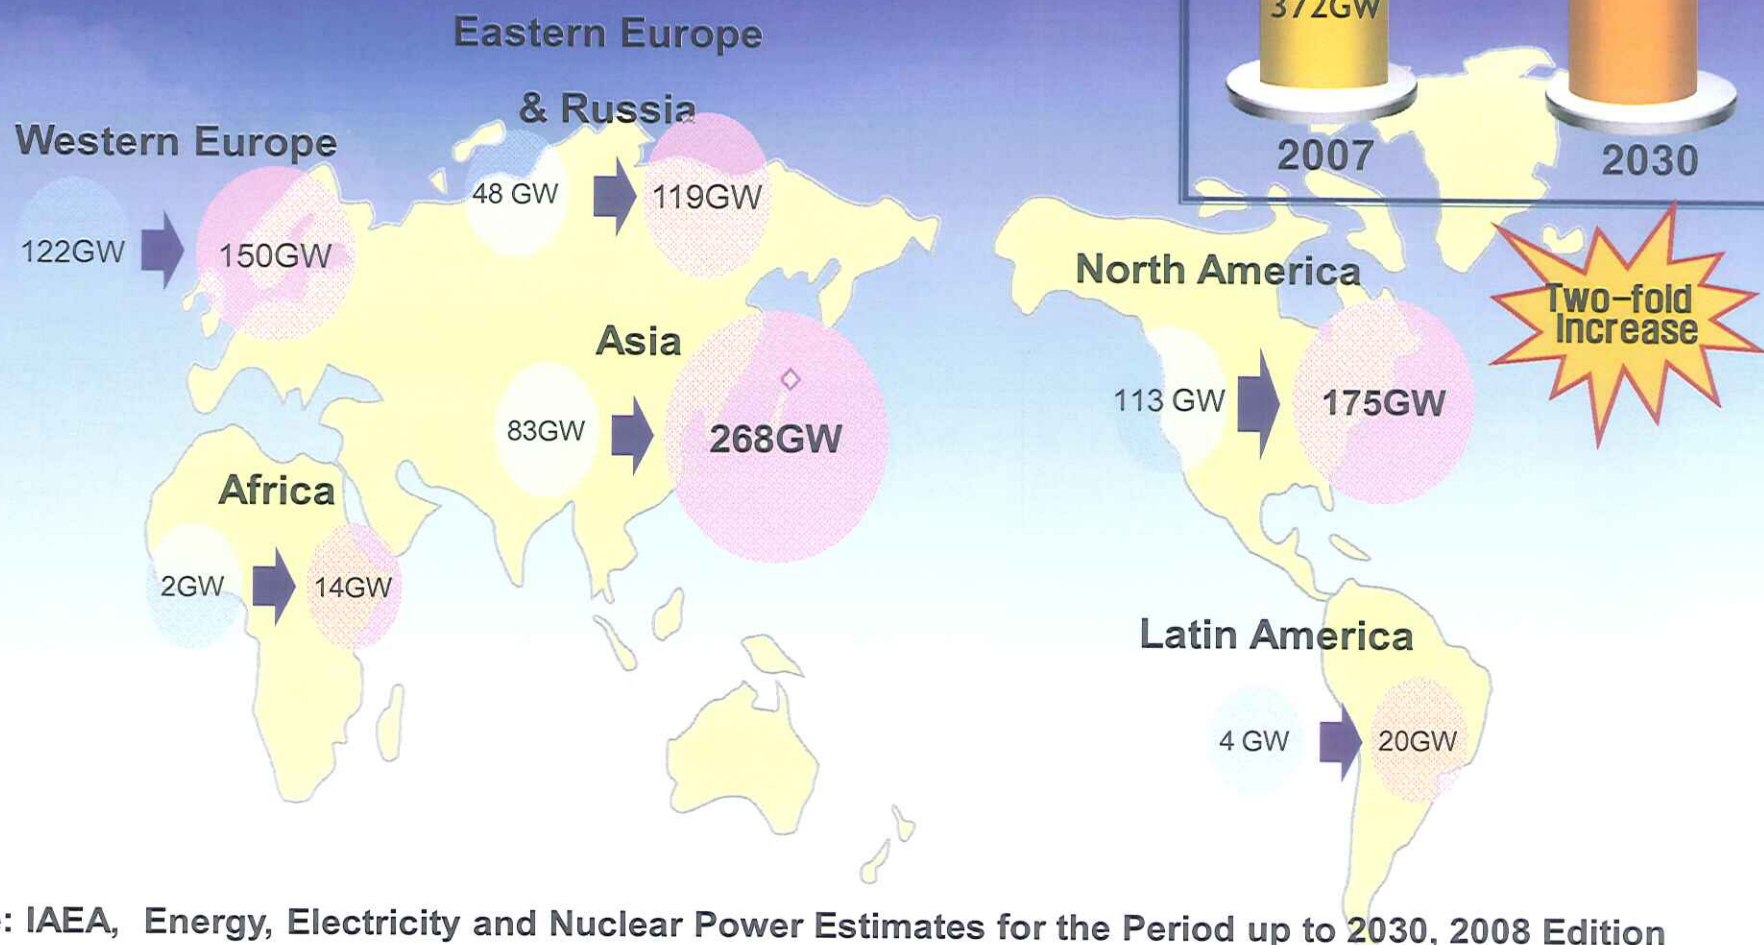 372GW
2007
2030
Two-fold
Increase
Eastern Europe
& Russia
48 GW
119GW
Western Europe
122GW
150GW
Asia
83GW
268GW
Africa
2GW
14GW
North America
113 GW
175GW
Latin America
4 GW
20GW
: IAEA, Energy, Electricity and Nuclear Power Estimates for the Period up to 2030, 2008 Edition